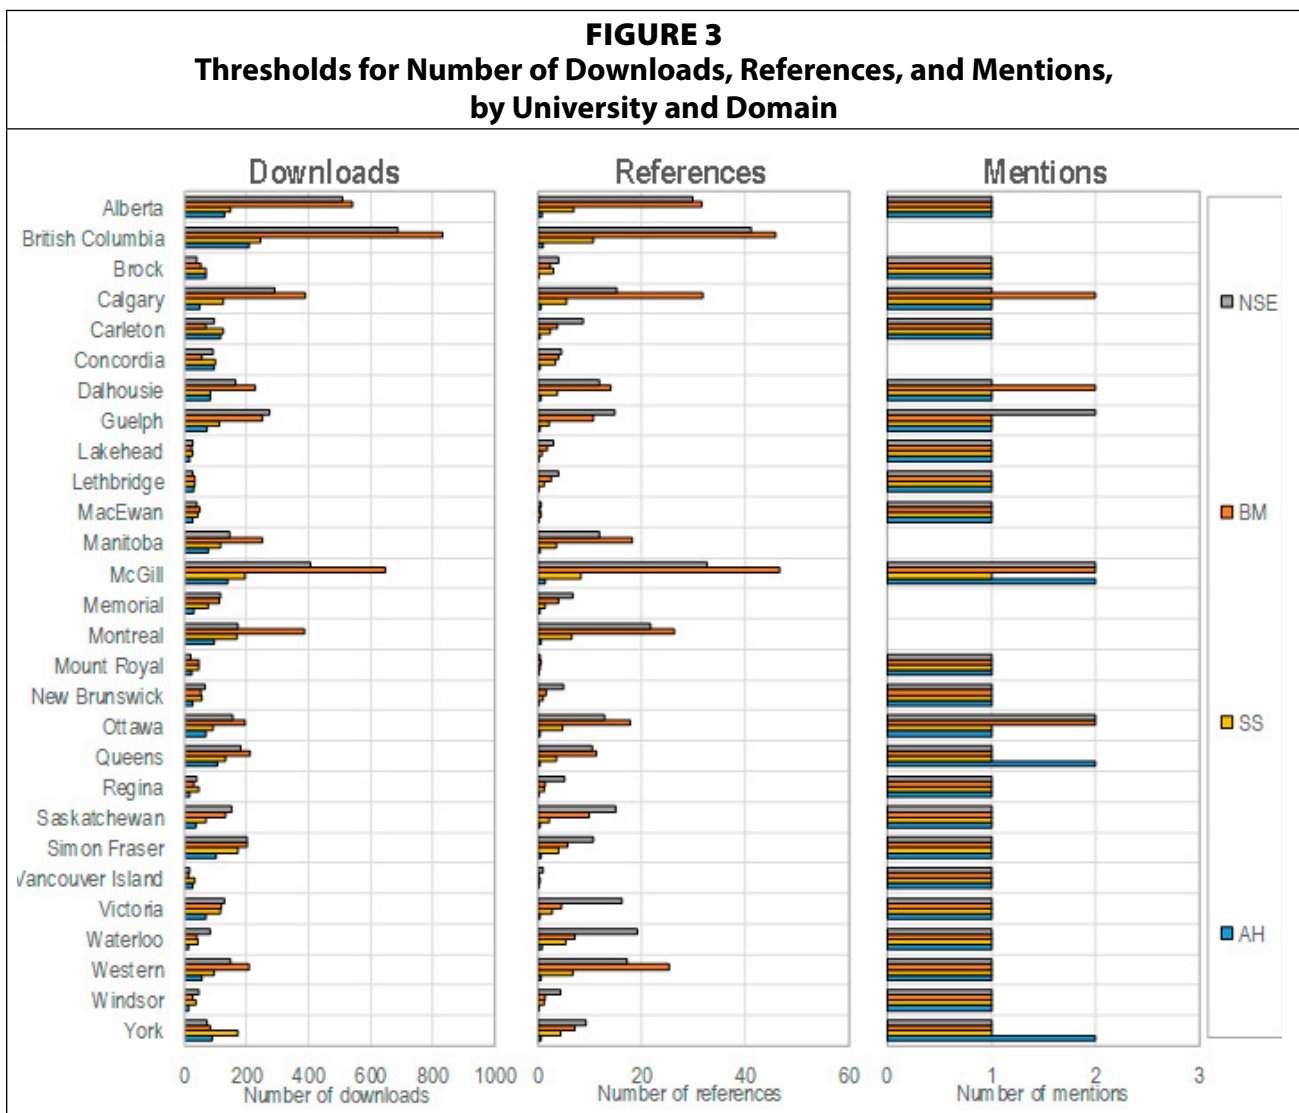 FIGURE 3
Thresholds for Number of Downloads, References, and Mentions,
by University and Domain
Downloads
References
Mentions
Alberta
British Columbia
Brock
Calgary
Carleton
Concordia
Dalhousie
Guelph
Lakehead
Lethbridge
MacEwan
Manitoba
McGill
Memorial
Montreal
Mount Royal
New Brunswick
Ottawa
Queens
Regina
Saskatchewan
Simon Fraser
Vancouver Island
Victoria
Waterloo
Western
Windsor
York
NSE
BM
SS
AH
0 200 400 600 800 1000
Number of downloads
0 20 40 60
Number of references
0 1 2 3
Number of mentions